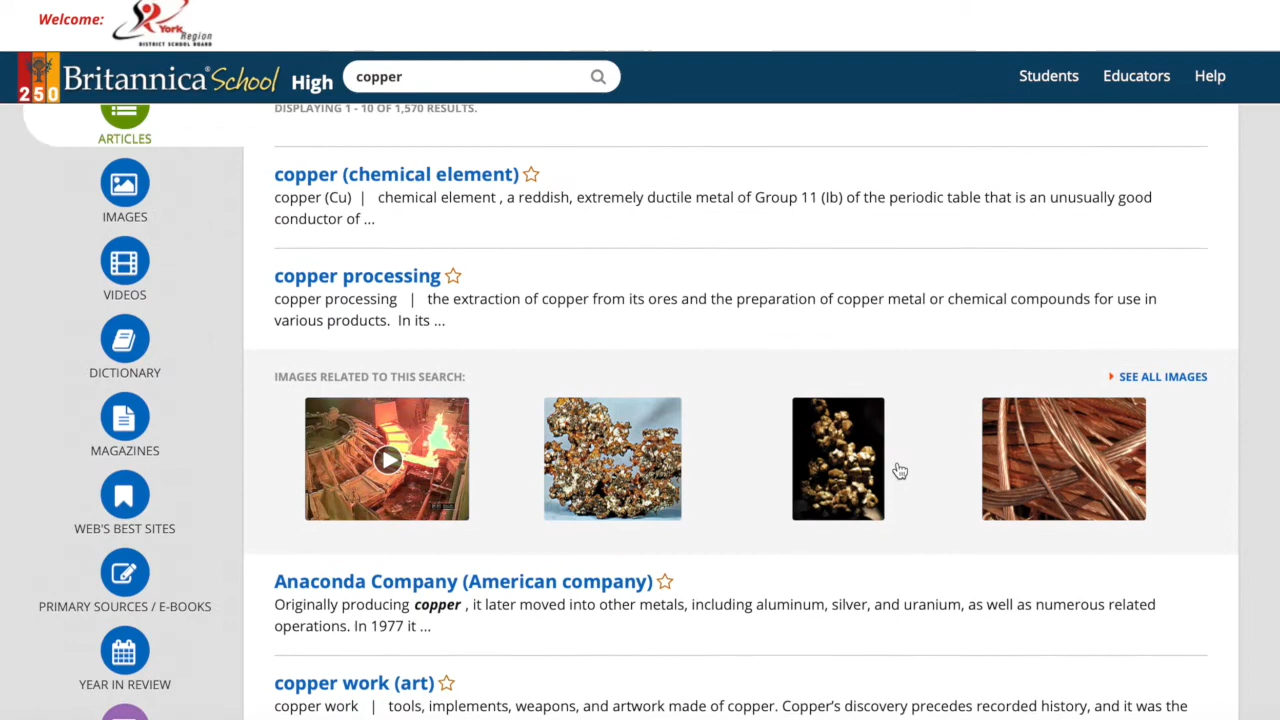 Welcome:
York
Region
DISTRICT SCHOOL BOARD
250
Britannica School High
copper
Students
Educators
Help
DISPLAYING 1 - 10 OF 1,570 RESULTS.
ARTICLES
IMAGES
VIDEOS
DICTIONARY
MAGAZINES
WEB'S BEST SITES
PRIMARY SOURCES / E-BOOKS
YEAR IN REVIEW
copper (chemical element)
copper (Cu) | chemical element , a reddish, extremely ductile metal of Group 11 (Ib) of the periodic table that is an unusually good
conductor of ...
copper processing
copper processing | the extraction of copper from its ores and the preparation of copper metal or chemical compounds for use in
various products. In its ...
IMAGES RELATED TO THIS SEARCH:
SEE ALL IMAGES
Anaconda Company (American company)
Originally producing copper , it later moved into other metals, including aluminum, silver, and uranium, as well as numerous related
operations. In 1977 it ...
copper work (art)
copper work | tools, implements, weapons, and artwork made of copper. Copper’s discovery precedes recorded history, and it was the